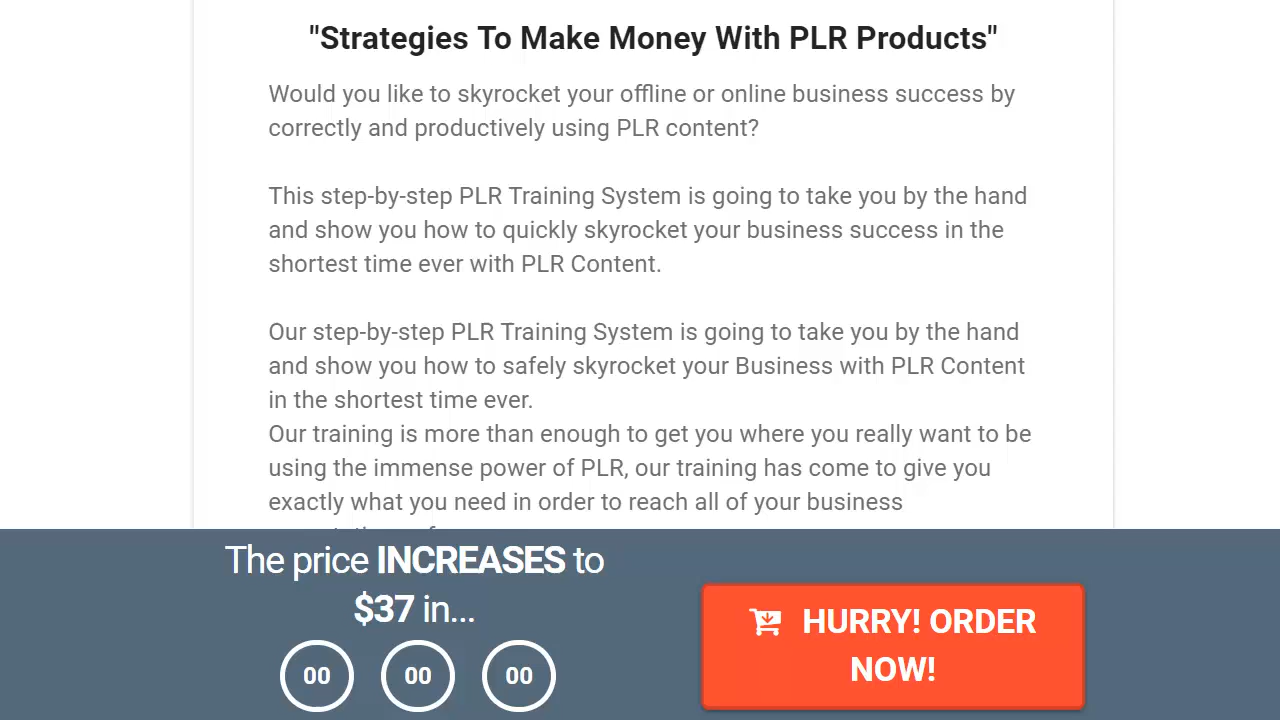 "Strategies To Make Money With PLR Products"
Would you like to skyrocket your offline or online business success by
correctly and productively using PLR content?
This step-by-step PLR Training System is going to take you by the hand
and show you how to quickly skyrocket your business success in the
shortest time ever with PLR Content.
Our step-by-step PLR Training System is going to take you by the hand
and show you how to safely skyrocket your Business with PLR Content
in the shortest time ever.
Our training is more than enough to get you where you really want to be
using the immense power of PLR, our training has come to give you
exactly what you need in order to reach all of your business
The price INCREASES to
$37 in...
00 00 00
HURRY! ORDER
NOW!